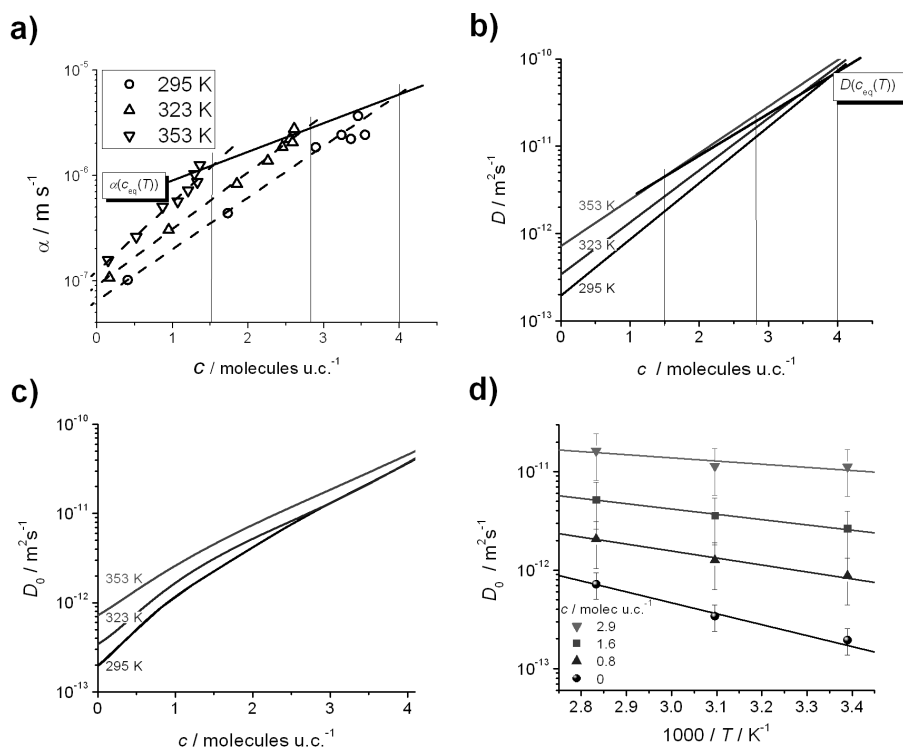 a)
10⁻⁵
10⁻⁶
10⁻⁷
α / m s⁻¹
295 K
323 K
353 K
α(c_eq(T))
0 1 2 3 4
c / molecules u.c.⁻¹
b)
10⁻¹⁰
10⁻¹¹
10⁻¹²
10⁻¹³
D / m²s⁻¹
D(c_eq(T))
353 K
323 K
295 K
0 1 2 3 4
c / molecules u.c.⁻¹
c)
10⁻¹⁰
10⁻¹¹
10⁻¹²
10⁻¹³
D₀ / m²s⁻¹
353 K
323 K
295 K
0 1 2 3 4
c / molecules u.c.⁻¹
d)
10⁻¹¹
10⁻¹²
10⁻¹³
D₀ / m²s⁻¹
c / molec u.c.⁻¹
2.9
1.6
0.8
0
2.8 2.9 3.0 3.1 3.2 3.3 3.4
1000 / T / K⁻¹